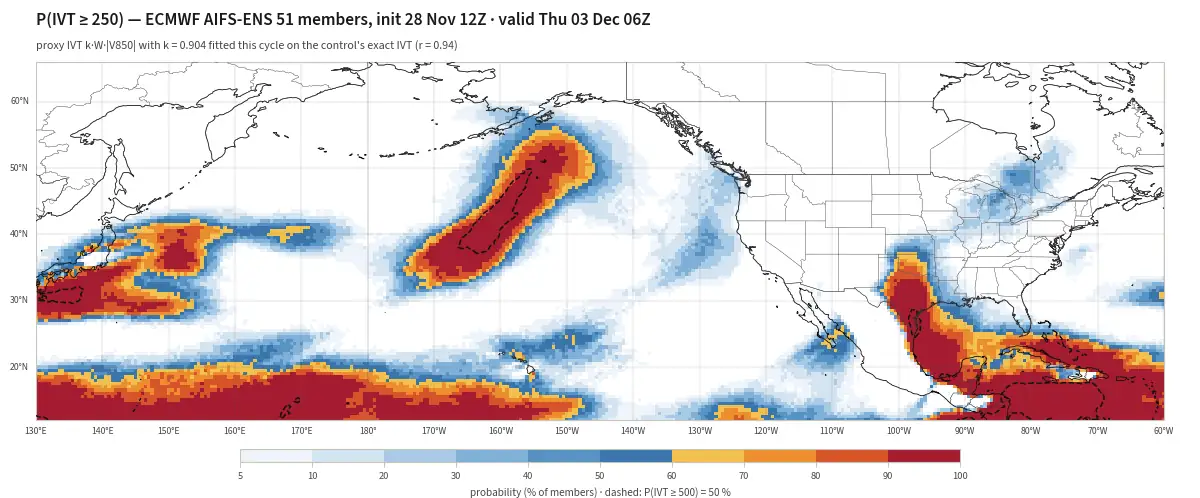 P(IVT ≥ 250) — ECMWF AIFS-ENS 51 members, init 28 Nov 12Z · valid Thu 03 Dec 06Z
proxy IVT k·W·|V850| with k = 0.904 fitted this cycle on the control's exact IVT (r = 0.94)
60°N
50°N
40°N
30°N
20°N
130°E 140°E 150°E 160°E 170°E 180° 170°W 160°W 150°W 140°W 130°W 120°W 110°W 100°W 90°W 80°W 70°W 60°W
5 10 20 30 40 50 60 70 80 90 100
probability (% of members) · dashed: P(IVT ≥ 500) = 50 %